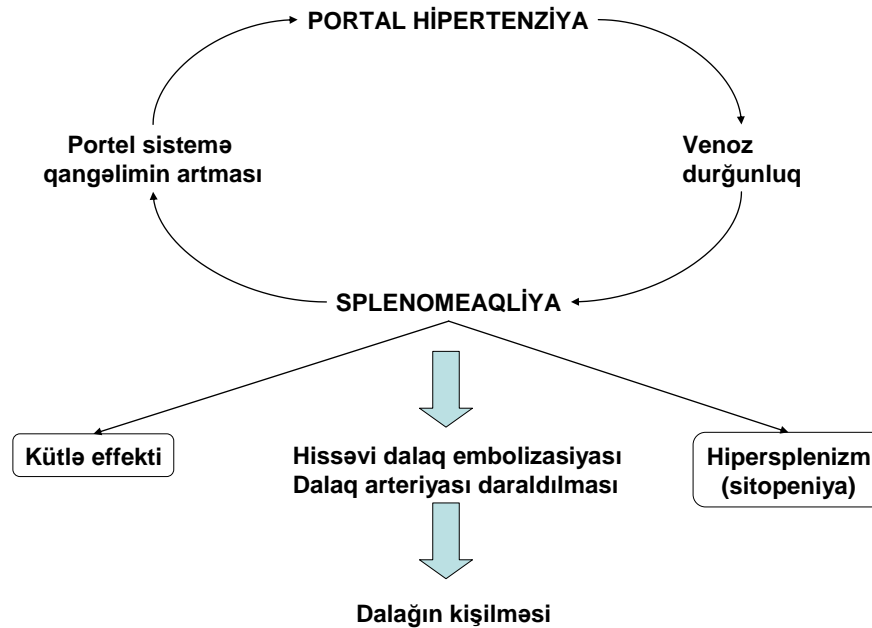 PORTAL HİPERTENZİYA
Portel sistemə
qangəlimin artması
Venoz
durğunluq
SPLENOMEAQLİYA
Kütlə effekti
Hissəvi dalaq embolizasiyası
Dalaq arteriyası daraldılması
Hipersplenizm
(sitopeniya)
Dalağın kişilməsi